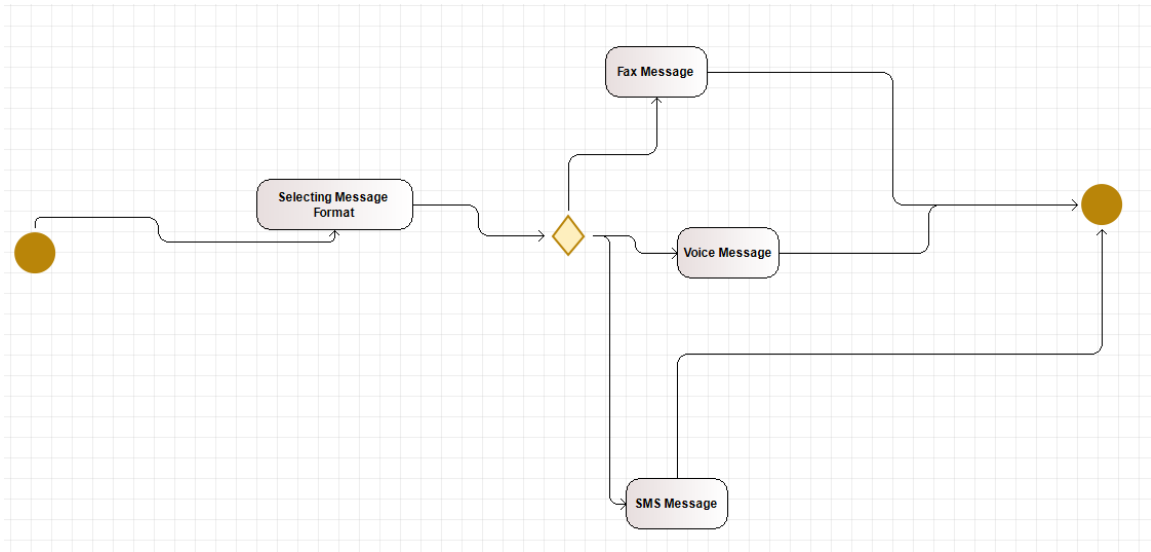 Fax Message
Selecting Message
Format
Voice Message
SMS Message